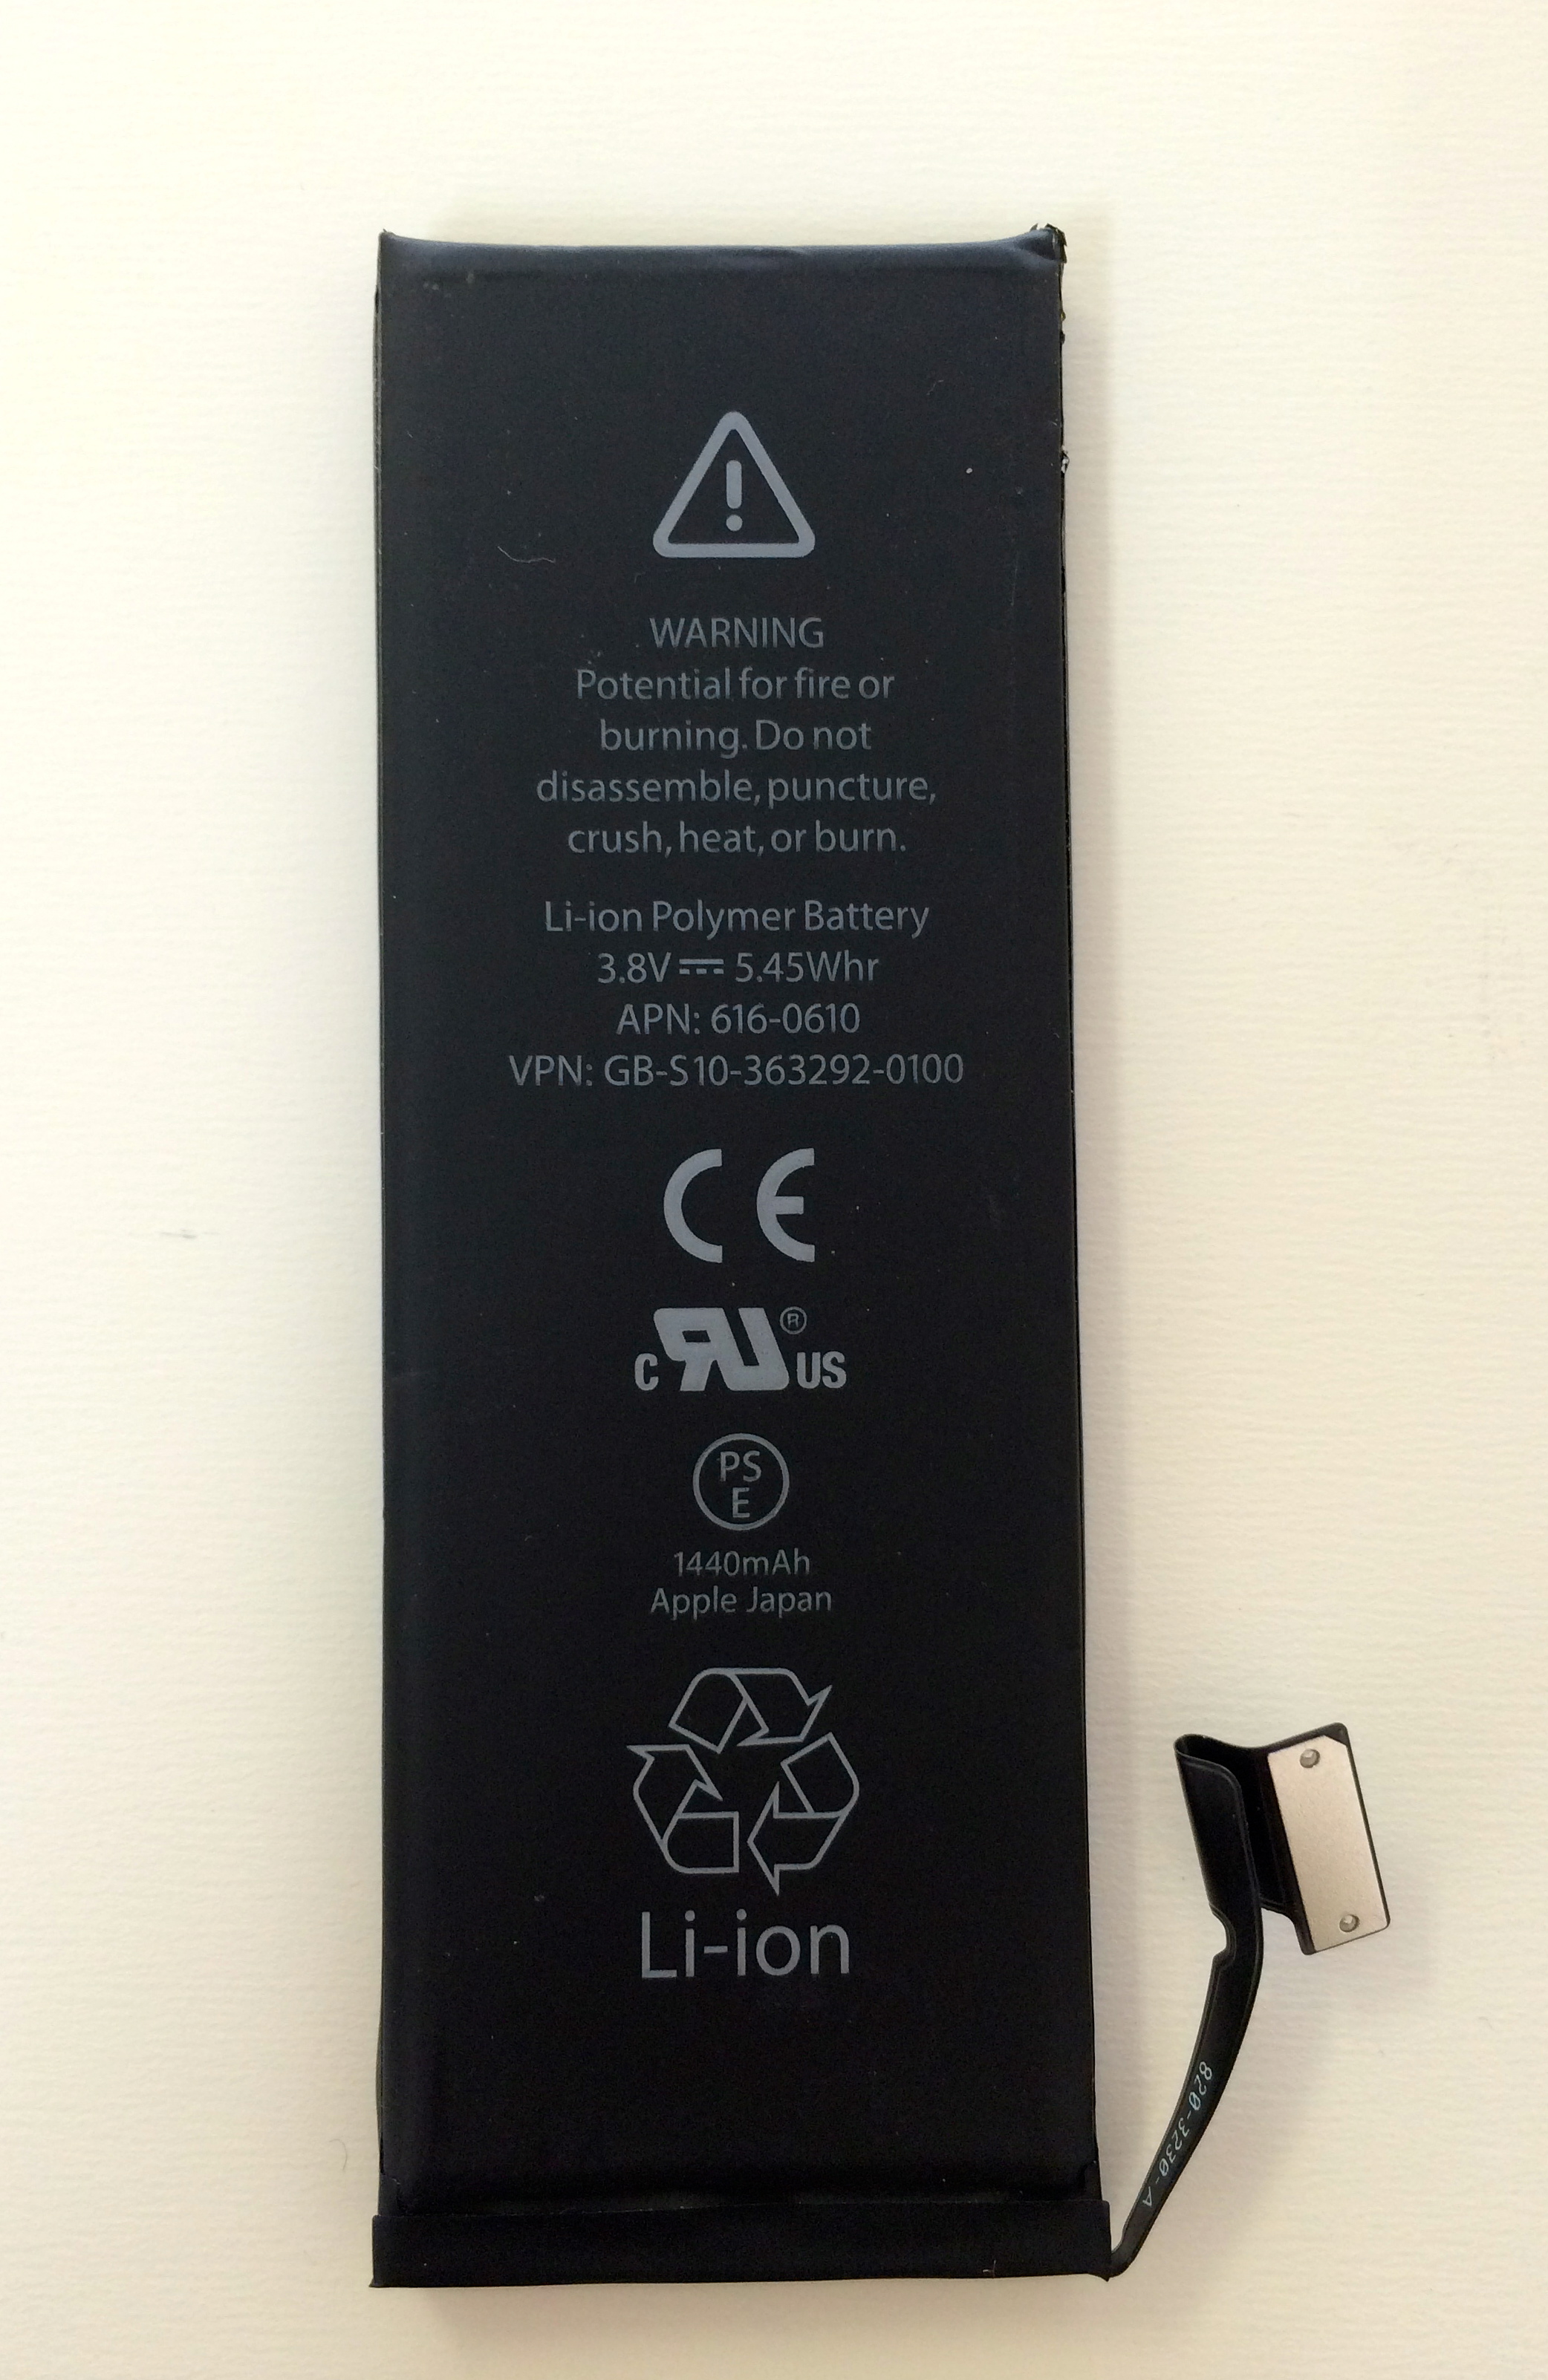 WARNING
Potential for fire or
burning. Do not
disassemble, puncture,
crush, heat, or burn.
Li-ion Polymer Battery
3.8V ⎓ 5.45Whr
APN: 616-0610
VPN: GB-S10-363292-0100
CE
c RU ® US
PS
E
1440mAh
Apple Japan
Li-ion
820-3230-A